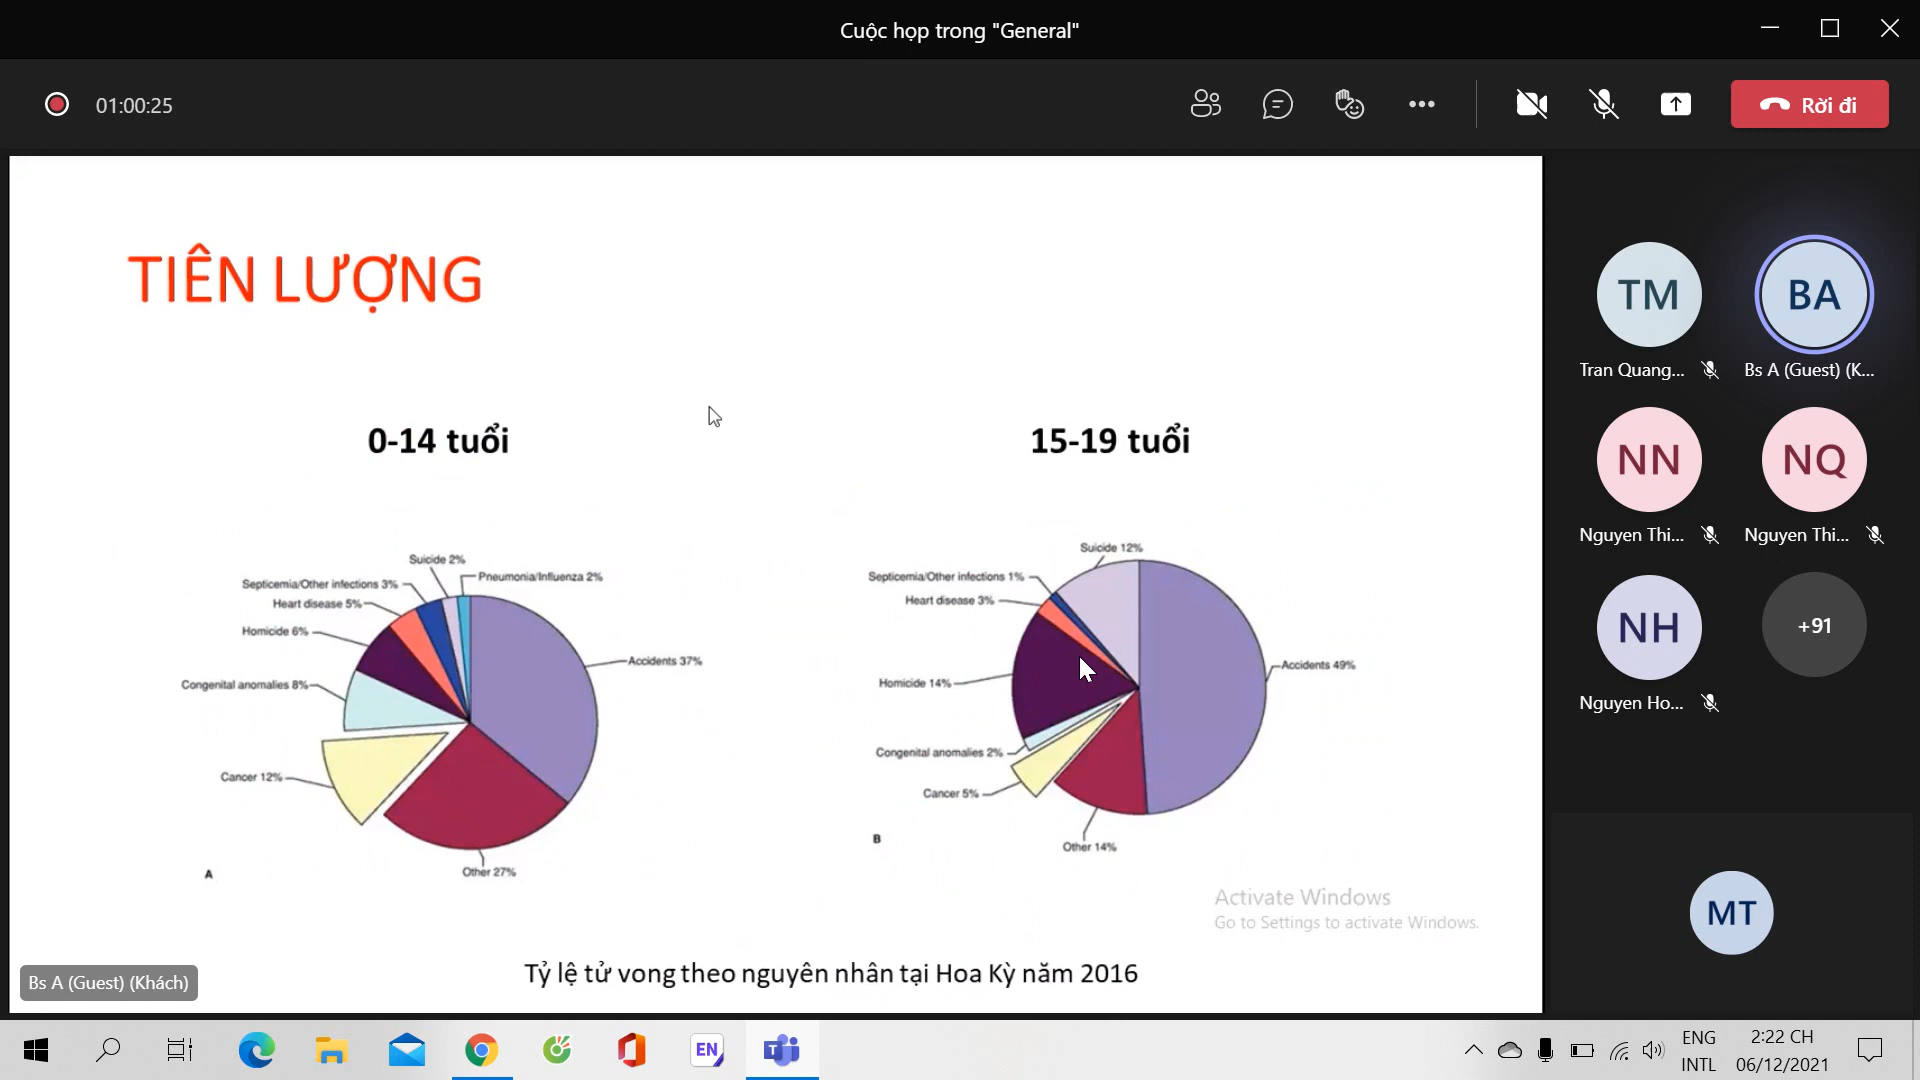 Cuộc họp trong "General"
01:00:25
Rời đi
TIÊN LƯỢNG
0-14 tuổi
15-19 tuổi
Suicide 2%
Pneumonia/Influenza 2%
Septicemia/Other infections 3%
Heart disease 5%
Homicide 6%
Accidents 37%
Congenital anomalies 8%
Cancer 12%
Other 27%
A
Suicide 12%
Septicemia/Other infections 1%
Heart disease 3%
Accidents 49%
Homicide 14%
Congenital anomalies 2%
Cancer 5%
B
Other 14%
Activate Windows
Go to Settings to activate Windows.
Tỷ lệ tử vong theo nguyên nhân tại Hoa Kỳ năm 2016
Bs A (Guest) (Khách)
TM
BA
Tran Quang...
Bs A (Guest) (K...
NN
NQ
Nguyen Thi...
Nguyen Thi...
NH
+91
Nguyen Ho...
MT
EN
T
ENG
INTL
2:22 CH
06/12/2021